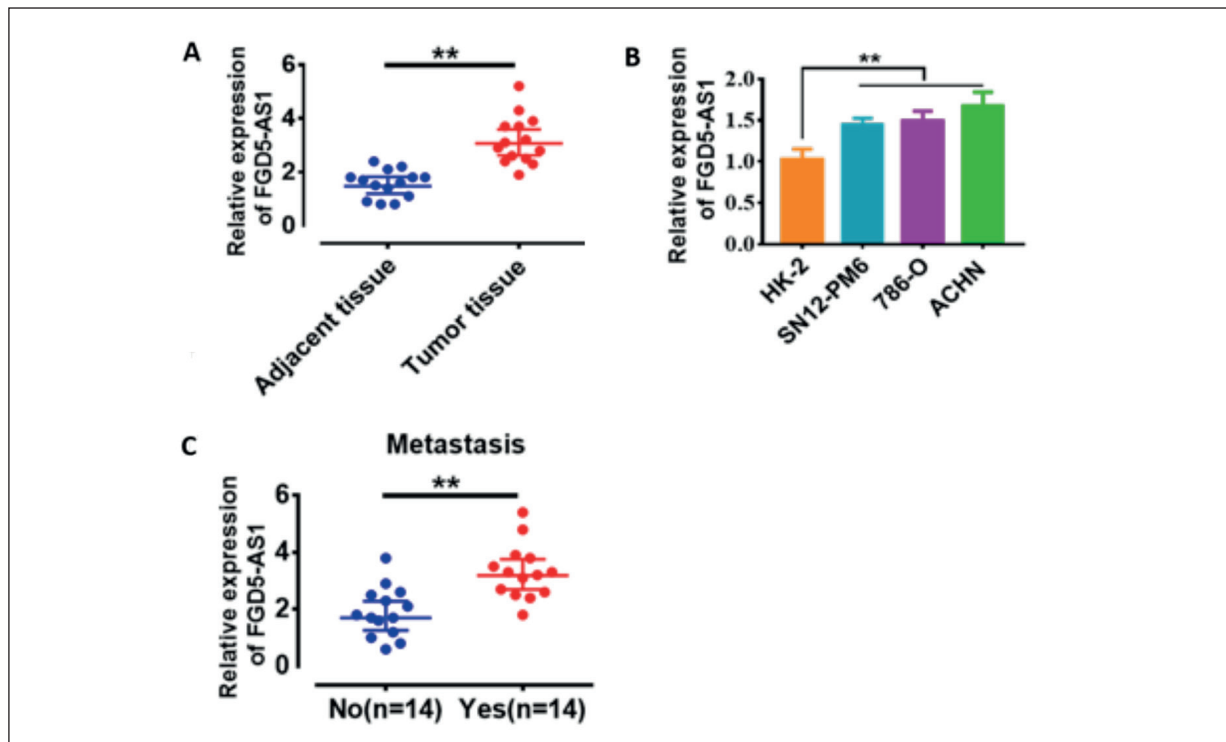 A
Relative expression
of FGD5-AS1
6
4
2
0
**
Adjacent tissue
Tumor tissue
B
Relative expression
of FGD5-AS1
2.0
1.5
1.0
0.5
0.0
**
HK-2
SN12-PM6
786-O
ACHN
C
Metastasis
Relative expression
of FGD5-AS1
6
4
2
0
**
No(n=14)
Yes(n=14)